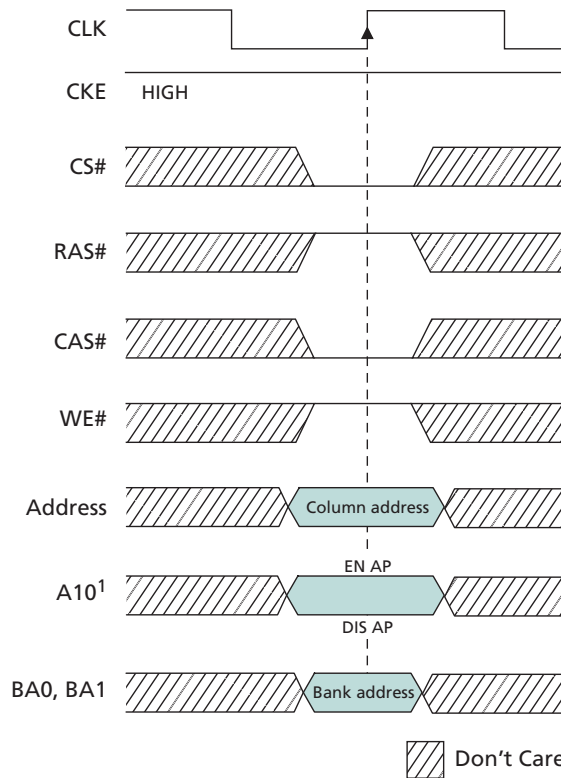 CLK
CKE HIGH
CS#
RAS#
CAS#
WE#
Address Column address
EN AP
A10¹
DIS AP
BA0, BA1 Bank address
Don't Care